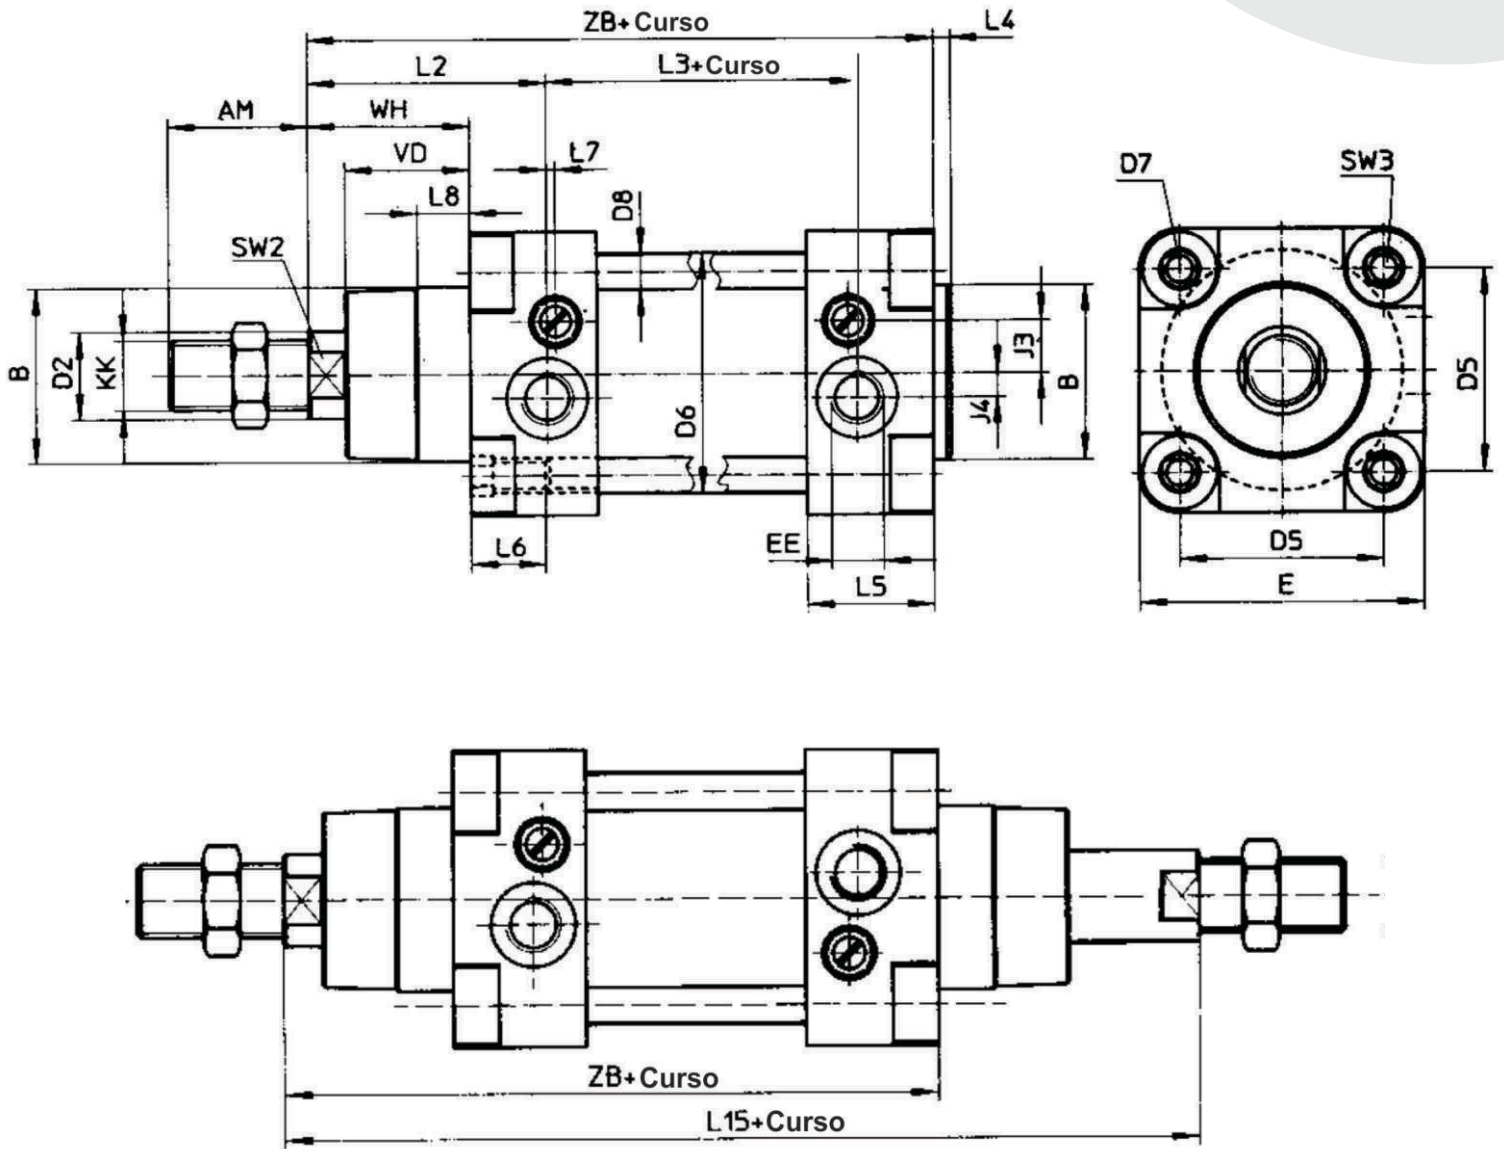 ZB+Curso
L4
L2
L3+Curso
AM
WH
VD
L7
D7
SW3
L8
D8
SW2
B
D2
KK
D6
J3
J4
B
D5
L6
EE
L5
D5
E
ZB+Curso
L15+Curso